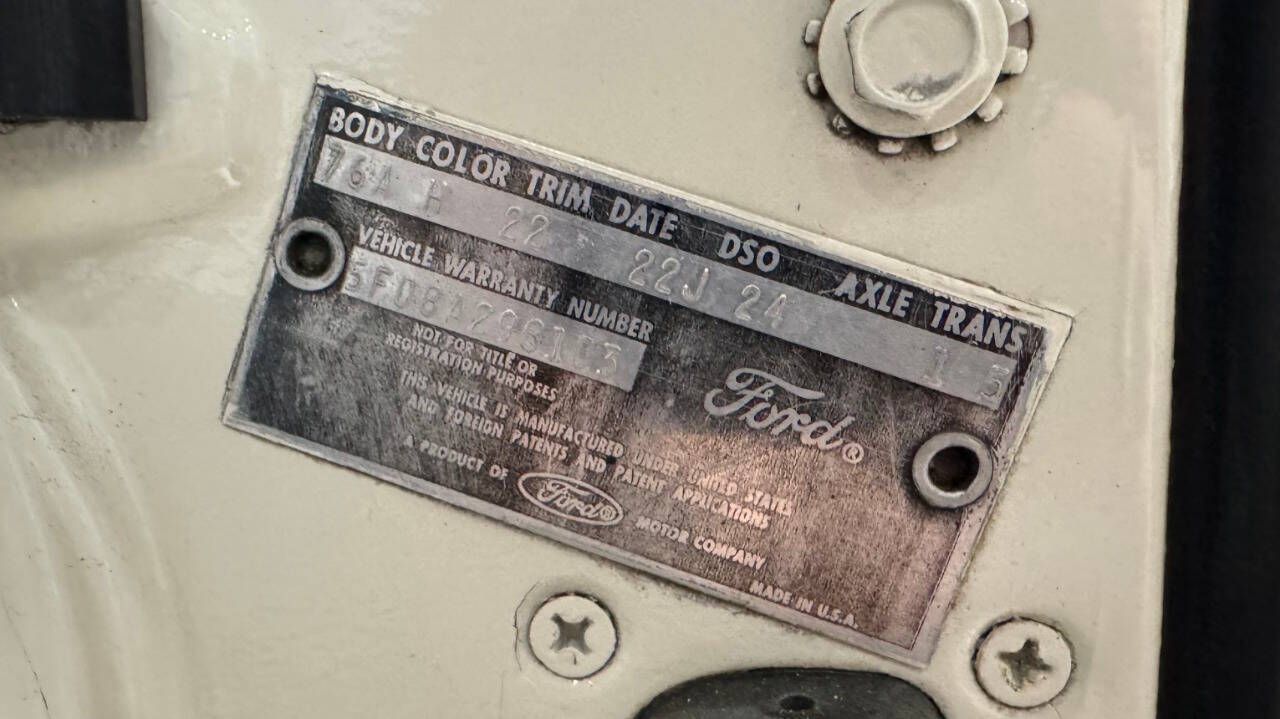 BODY COLOR TRIM DATE DSO AXLE TRANS
76A H 22 22J 24 1 5
VEHICLE WARRANTY NUMBER
NOT FOR TITLE OR
REGISTRATION PURPOSES
Ford®
THIS VEHICLE IS MANUFACTURED UNDER UNITED STATES
AND FOREIGN PATENTS AND PATENT APPLICATIONS
A PRODUCT OF Ford® MOTOR COMPANY
MADE IN U.S.A.